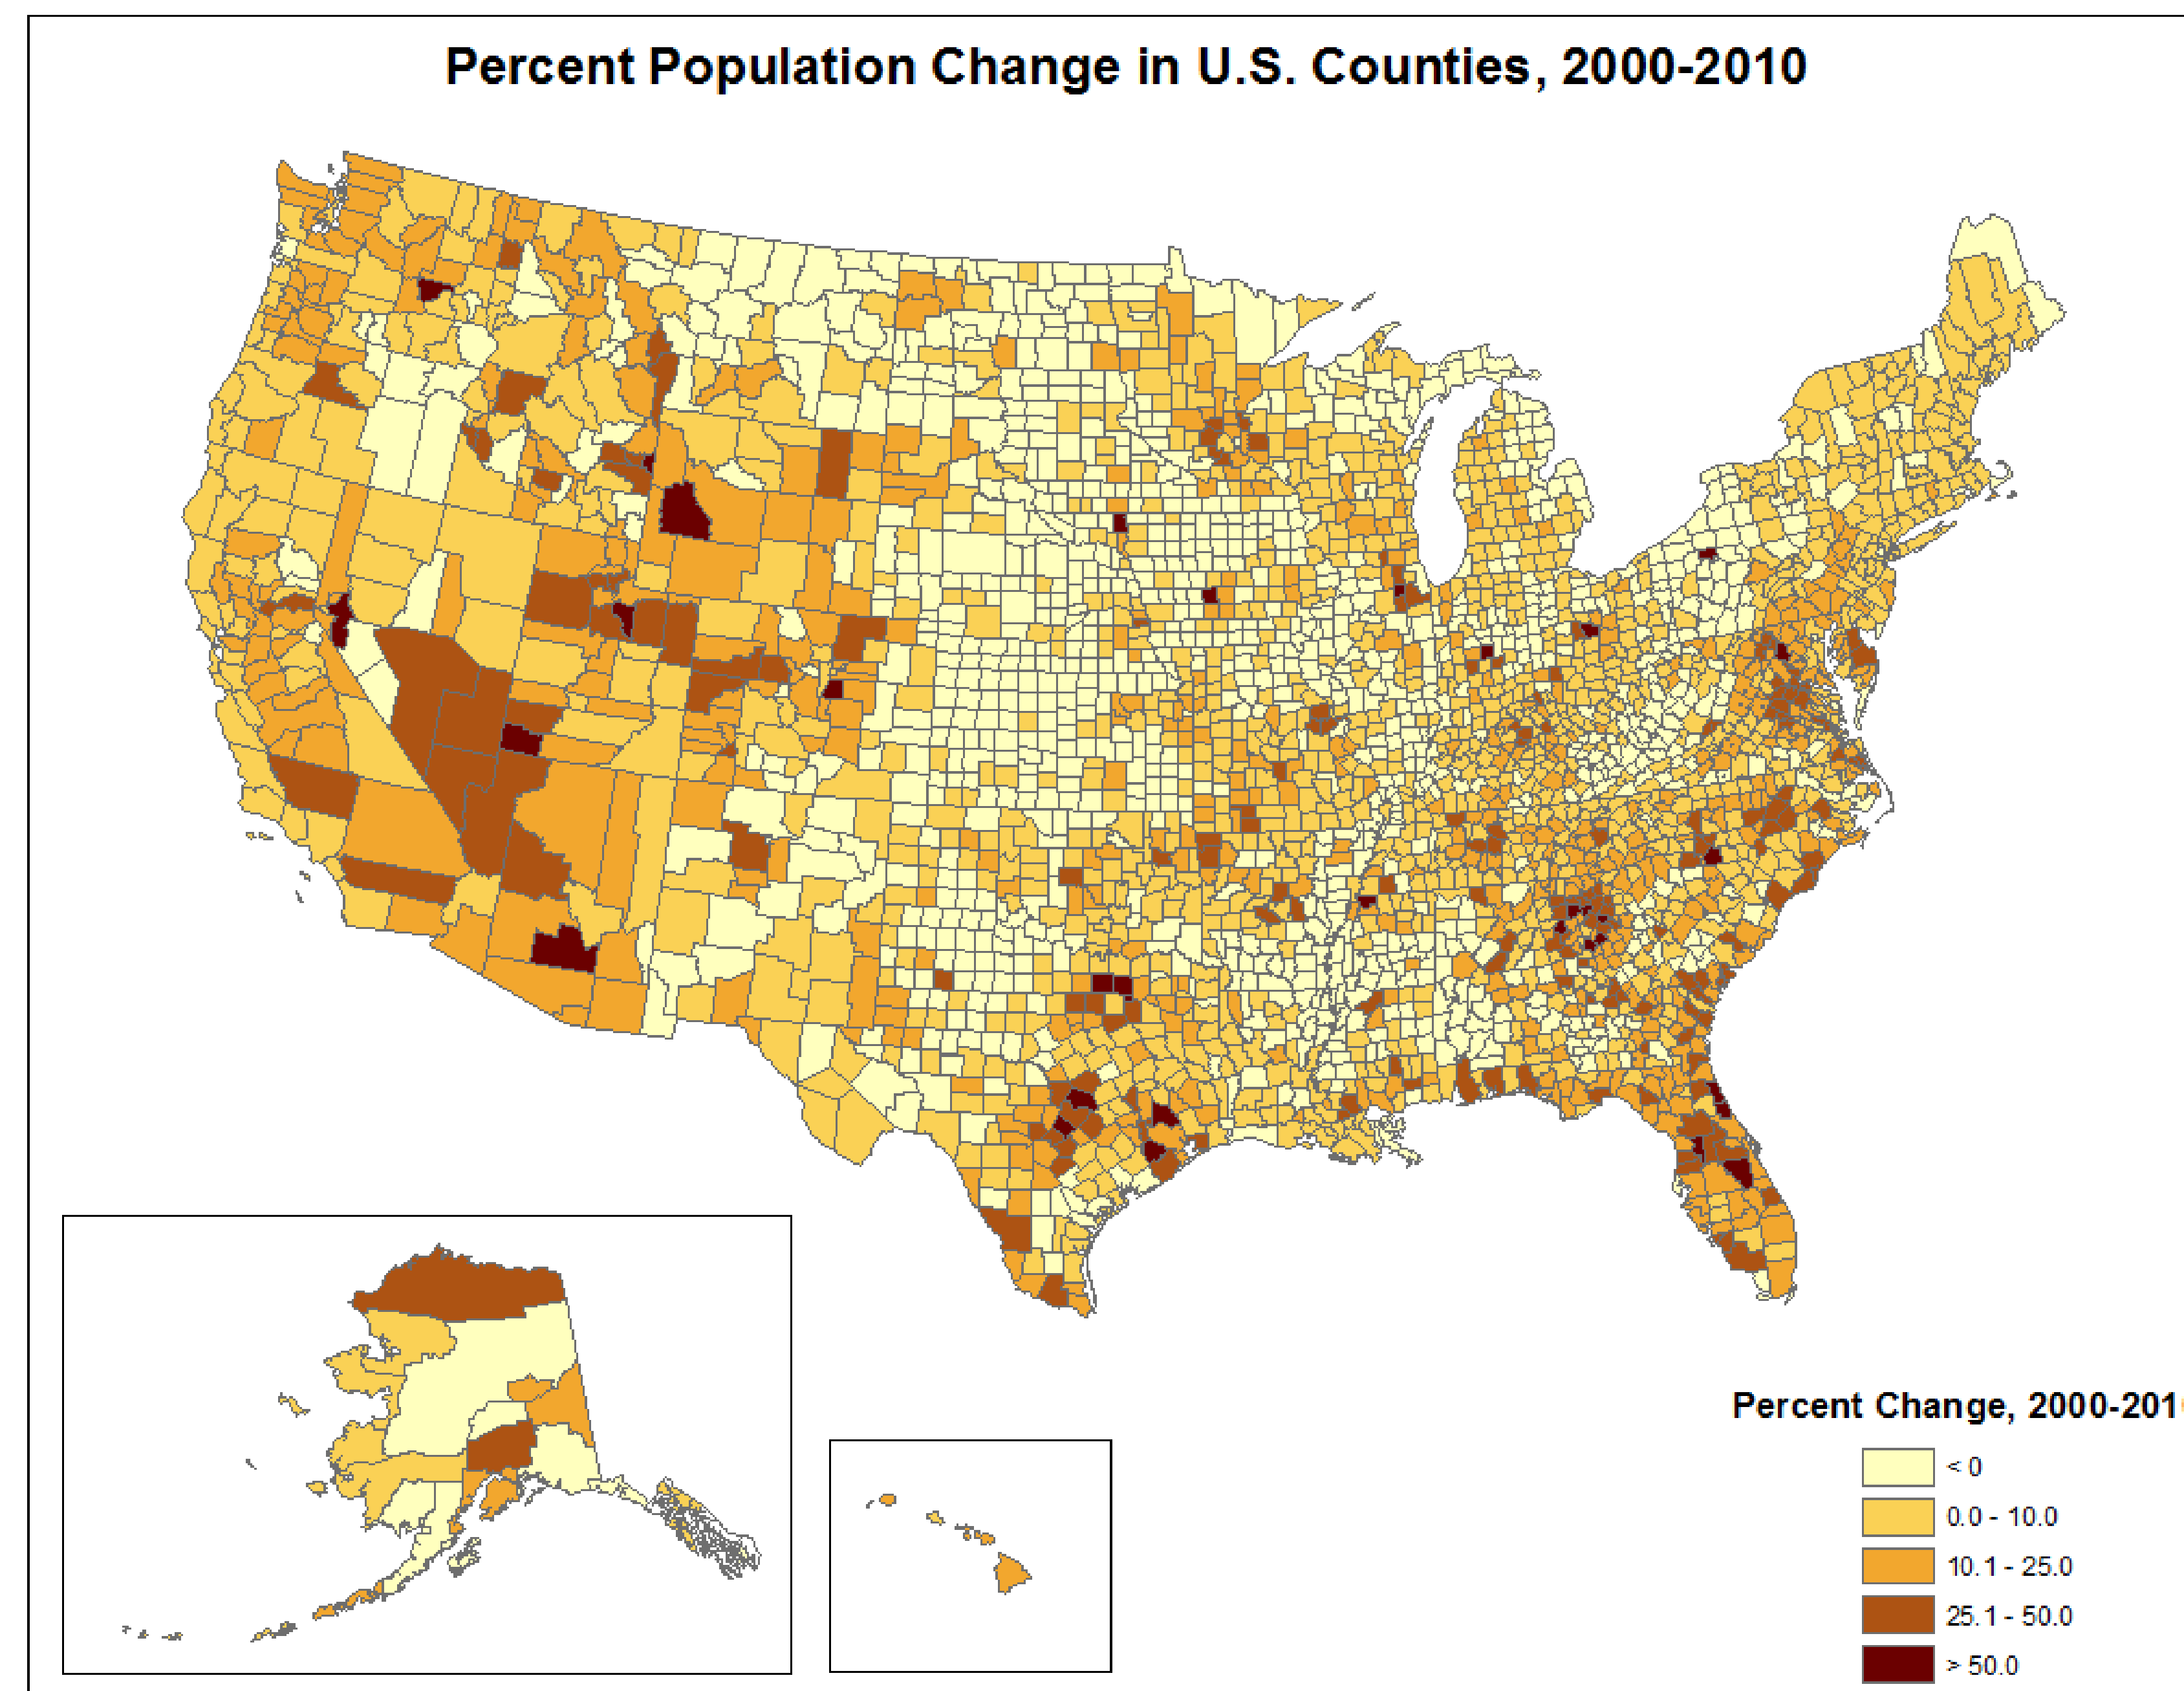 Percent Population Change in U.S. Counties, 2000-2010
Percent Change, 2000-201
< 0
0.0 - 10.0
10.1 - 25.0
25.1 - 50.0
> 50.0